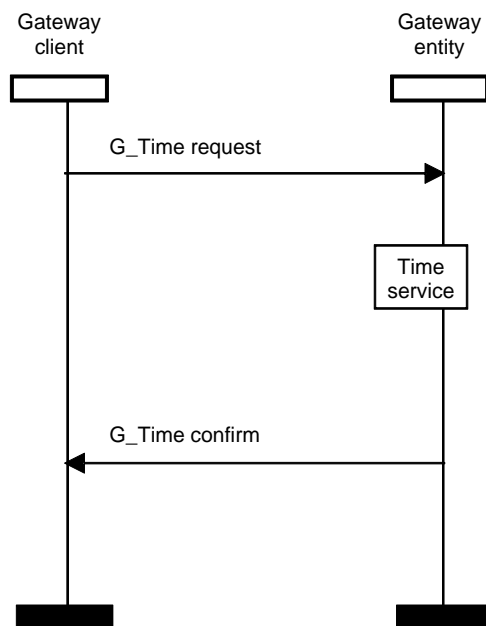 Gateway
client
Gateway
entity
G_Time request
Time
service
G_Time confirm